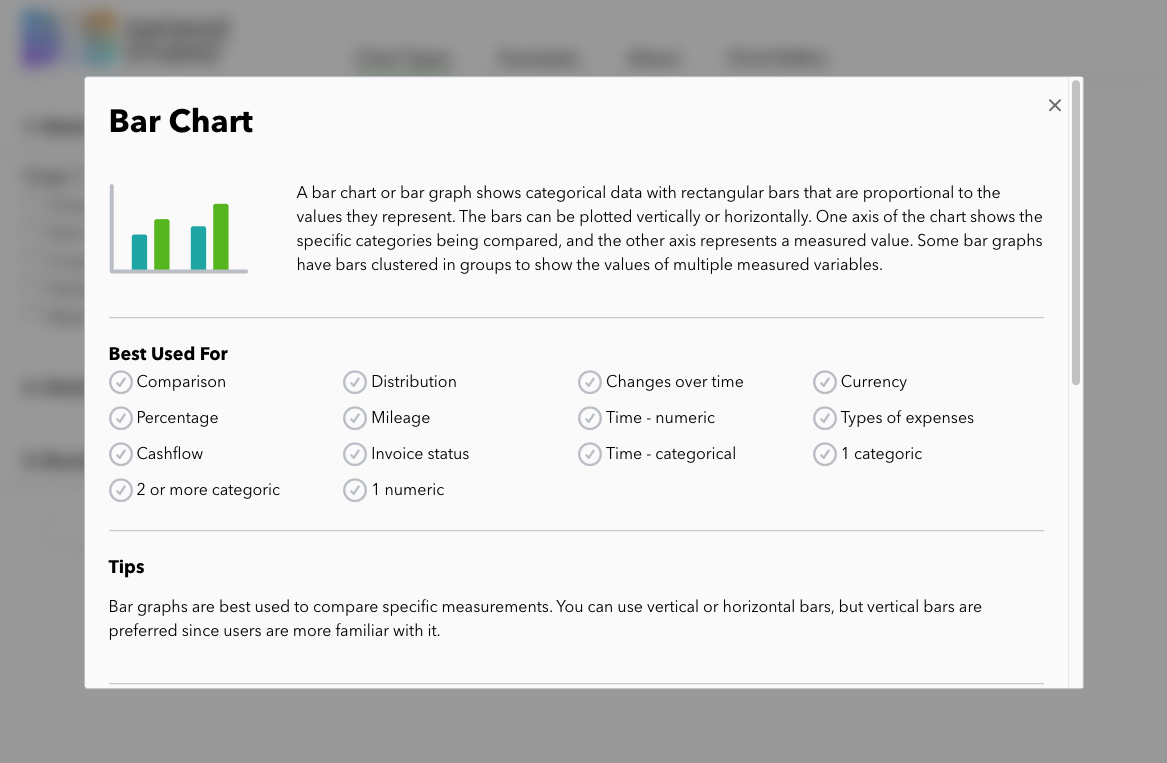 Bar Chart
A bar chart or bar graph shows categorical data with rectangular bars that are proportional to the
values they represent. The bars can be plotted vertically or horizontally. One axis of the chart shows the
specific categories being compared, and the other axis represents a measured value. Some bar graphs
have bars clustered in groups to show the values of multiple measured variables.
Best Used For
Comparison Distribution Changes over time Currency
Percentage Mileage Time - numeric Types of expenses
Cashflow Invoice status Time - categorical 1 categoric
2 or more categoric 1 numeric
Tips
Bar graphs are best used to compare specific measurements. You can use vertical or horizontal bars, but vertical bars are
preferred since users are more familiar with it.